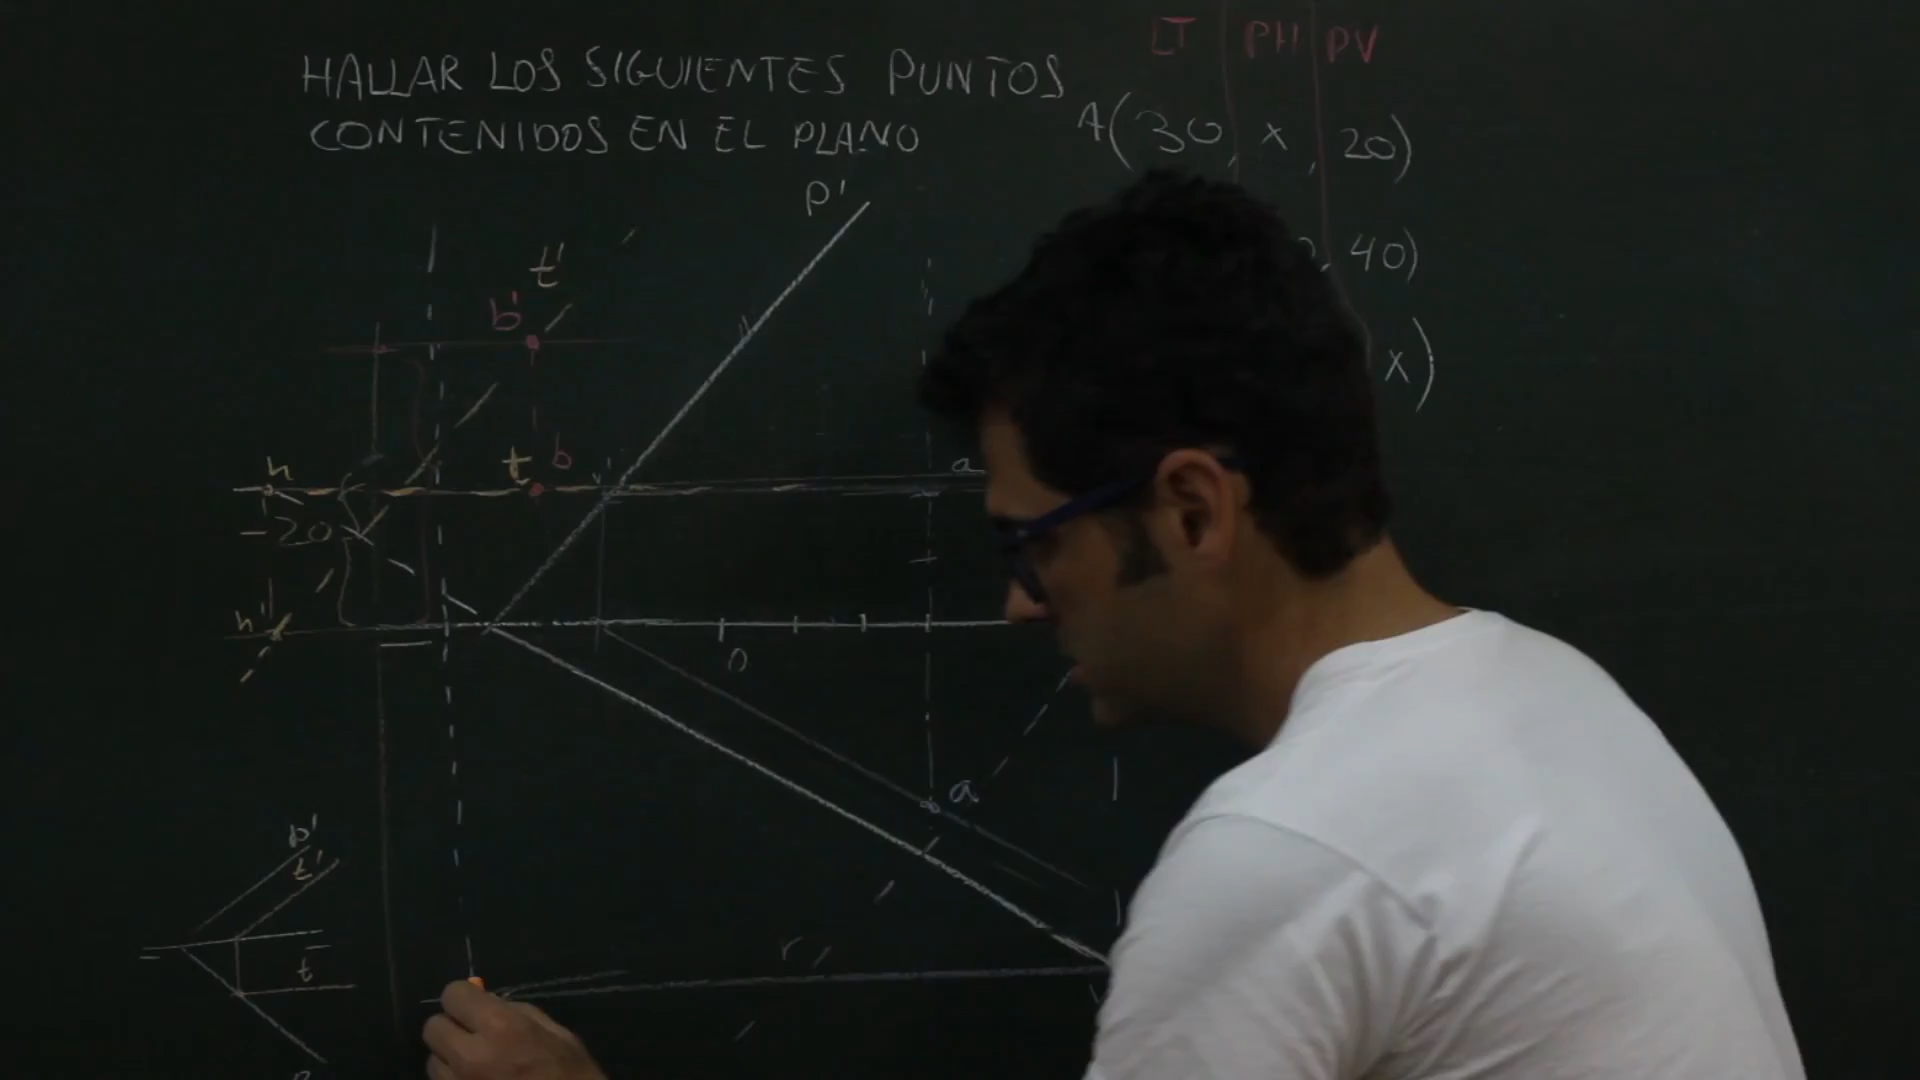 HALLAR LOS SIGUIENTES PUNTOS
CONTENIDOS EN EL PLANO
LT PH PV
A(30, x, 20)
, 40)
x)
p'
t'
b'
h
t
b
v'
a
-20
h'
0
a
r
p'
t'
t